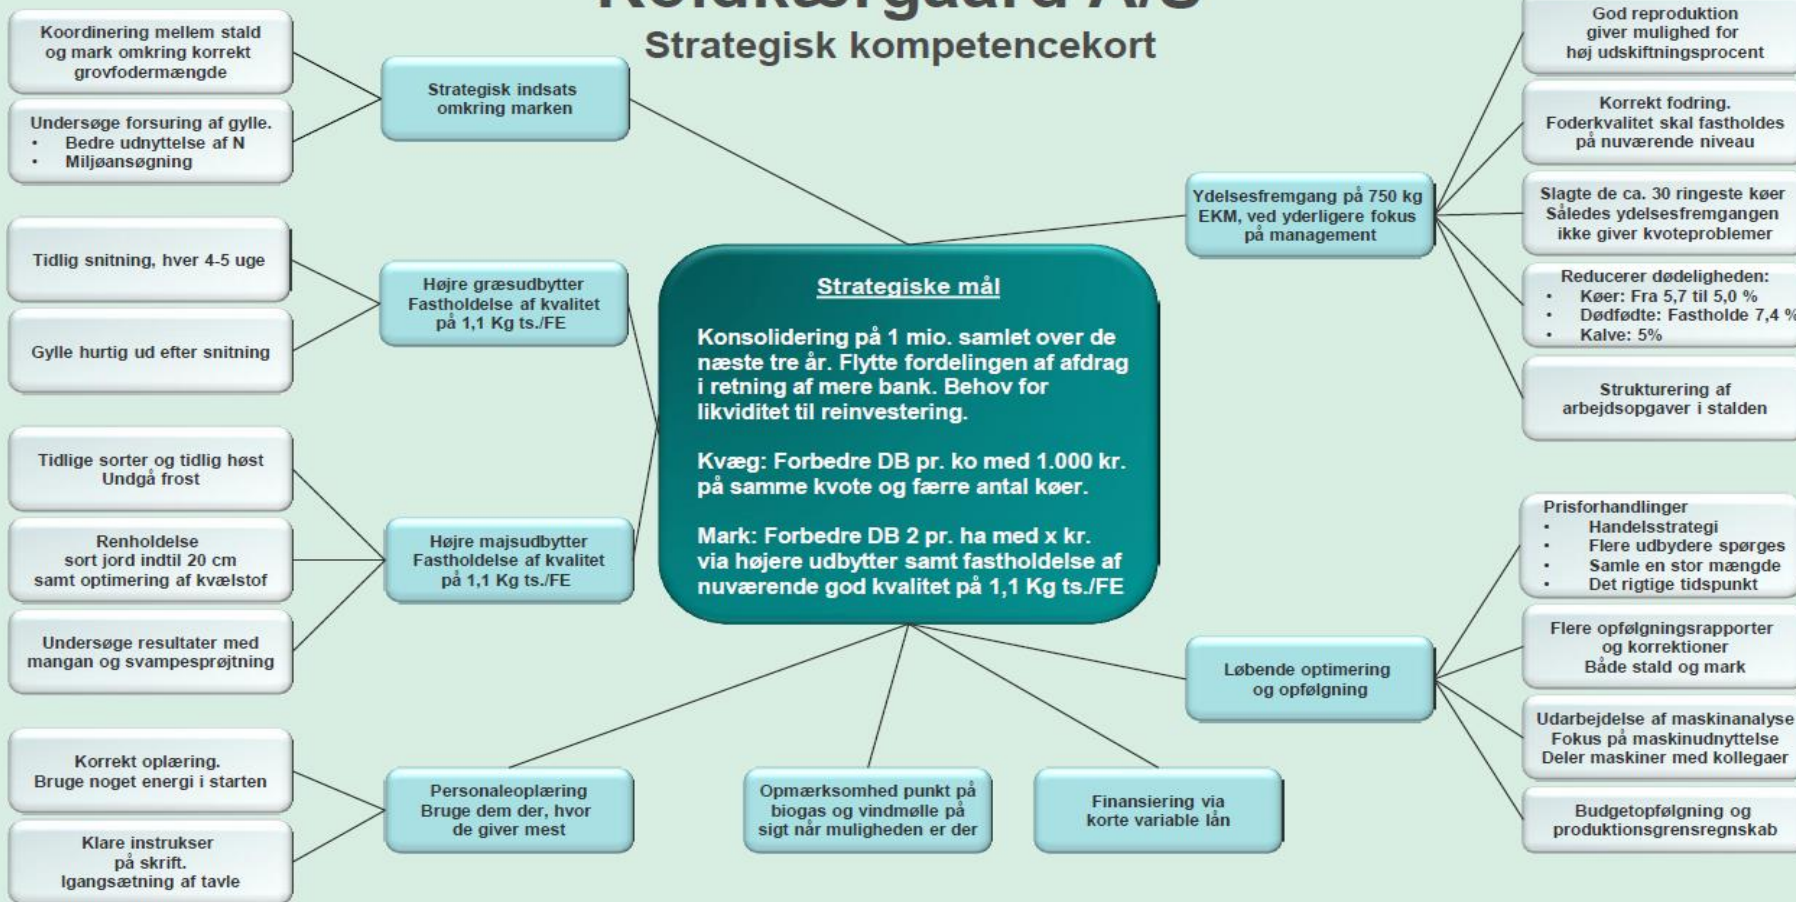 Koldkærgaard A/S
Strategisk kompetencekort
Koordinering mellem stald
og mark omkring korrekt
grovfodermængde
Undersøge forsuring af gylle.
• Bedre udnyttelse af N
• Miljøansøgning
Strategisk indsats
omkring marken
Tidlig snitning, hver 4-5 uge
Gylle hurtig ud efter snitning
Højre græsudbytter
Fastholdelse af kvalitet
på 1,1 Kg ts./FE
Tidlige sorter og tidlig høst
Undgå frost
Renholdelse
sort jord indtil 20 cm
samt optimering af kvælstof
Undersøge resultater med
mangan og svampesprøjtning
Højre majsudbytter
Fastholdelse af kvalitet
på 1,1 Kg ts./FE
Korrekt oplæring.
Bruge noget energi i starten
Klare instrukser
på skrift.
Igangsætning af tavle
Personaleoplæring
Bruge dem der, hvor
de giver mest
Strategiske mål
Konsolidering på 1 mio. samlet over de
næste tre år. Flytte fordelingen af afdrag
i retning af mere bank. Behov for
likviditet til reinvestering.
Kvæg: Forbedre DB pr. ko med 1.000 kr.
på samme kvote og færre antal køer.
Mark: Forbedre DB 2 pr. ha med x kr.
via højere udbytter samt fastholdelse af
nuværende god kvalitet på 1,1 Kg ts./FE
Opmærksomhed punkt på
biogas og vindmølle på
sigt når muligheden er der
Finansiering via
korte variable lån
Ydelsesfremgang på 750 kg
EKM, ved yderligere fokus
på management
God reproduktion
giver mulighed for
høj udskiftningsprocent
Korrekt fodring.
Foderkvalitet skal fastholdes
på nuværende niveau
Slagte de ca. 30 ringeste køer
Således ydelsesfremgangen
ikke giver kvoteproblemer
Reducerer dødeligheden:
• Køer: Fra 5,7 til 5,0 %
• Dødfødte: Fastholde 7,4 %
• Kalve: 5%
Strukturering af
arbejdsopgaver i stalden
Løbende optimering
og opfølgning
Prisforhandlinger
• Handelsstrategi
• Flere udbydere spørges
• Samle en stor mængde
• Det rigtige tidspunkt
Flere opfølgningsrapporter
og korrektioner
Både stald og mark
Udarbejdelse af maskinanalyse
Fokus på maskinudnyttelse
Deler maskiner med kollegaer
Budgetopfølgning og
produktionsgrensregnskab